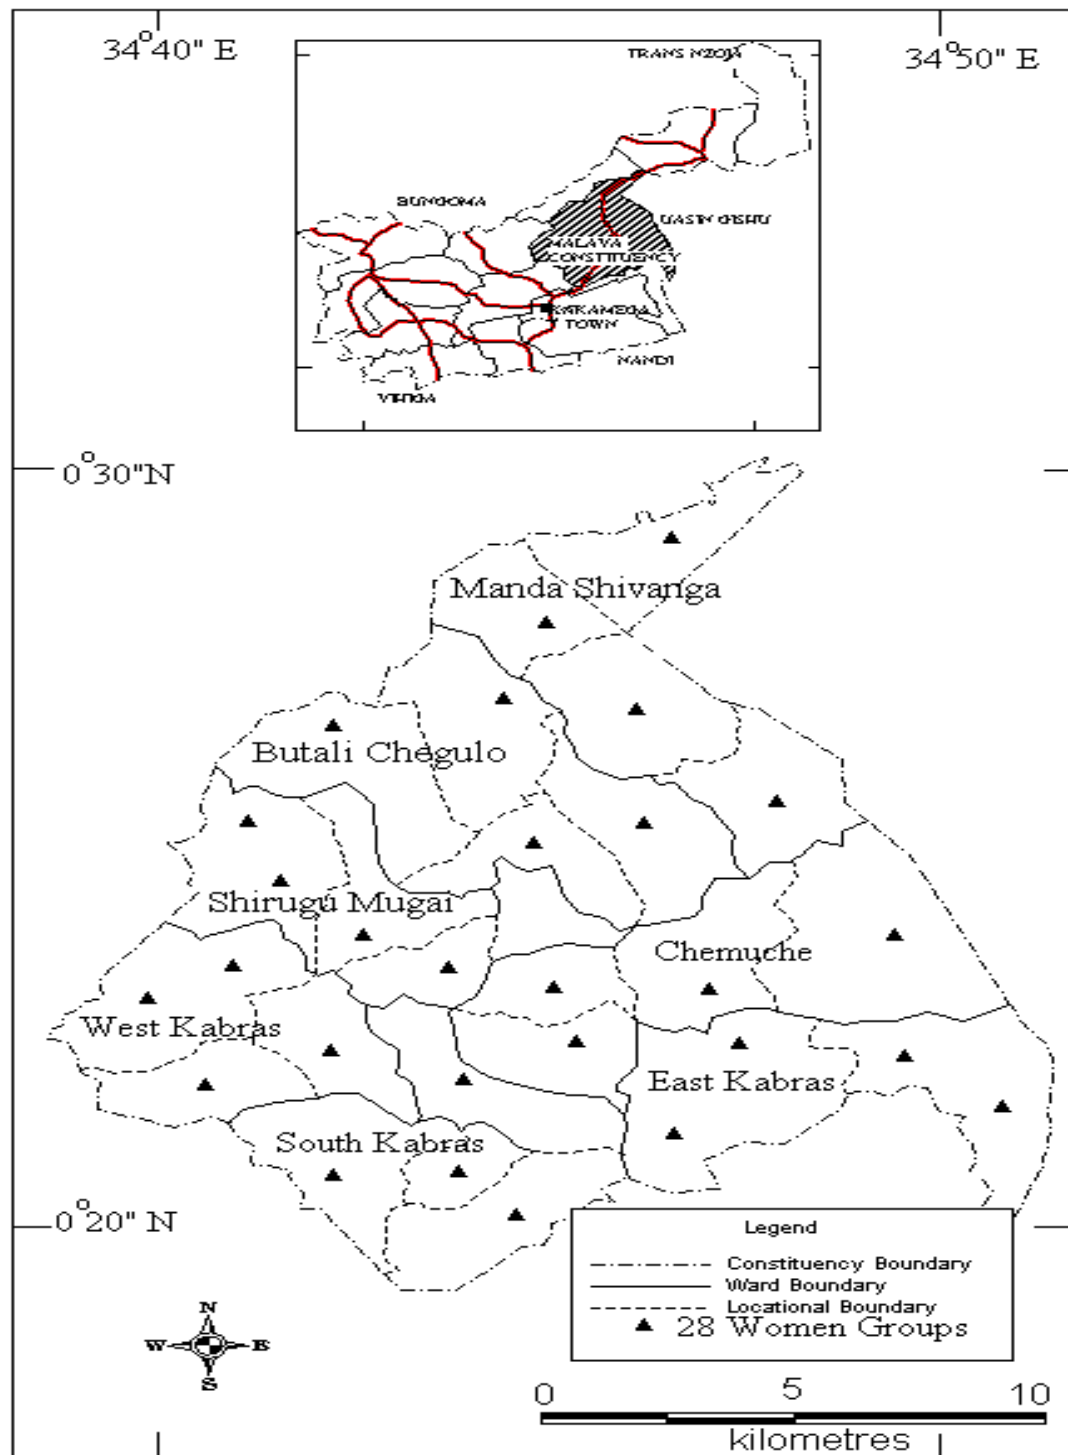 34°40" E
34°50" E
TRANS NZOIA
BUNGOMA
UASIN GISHU
MALAVA
CONSTITUENCY
KAKAMEGA
TOWN
NANDI
VIHIGA
0°30"N
Manda Shivanga
Butali Chegulo
Shirugu Mugai
Chemuche
West Kabras
East Kabras
South Kabras
0°20" N
Legend
Constituency Boundary
Ward Boundary
Locational Boundary
28 Women Groups
N
W E
S
0 5 10
kilometres